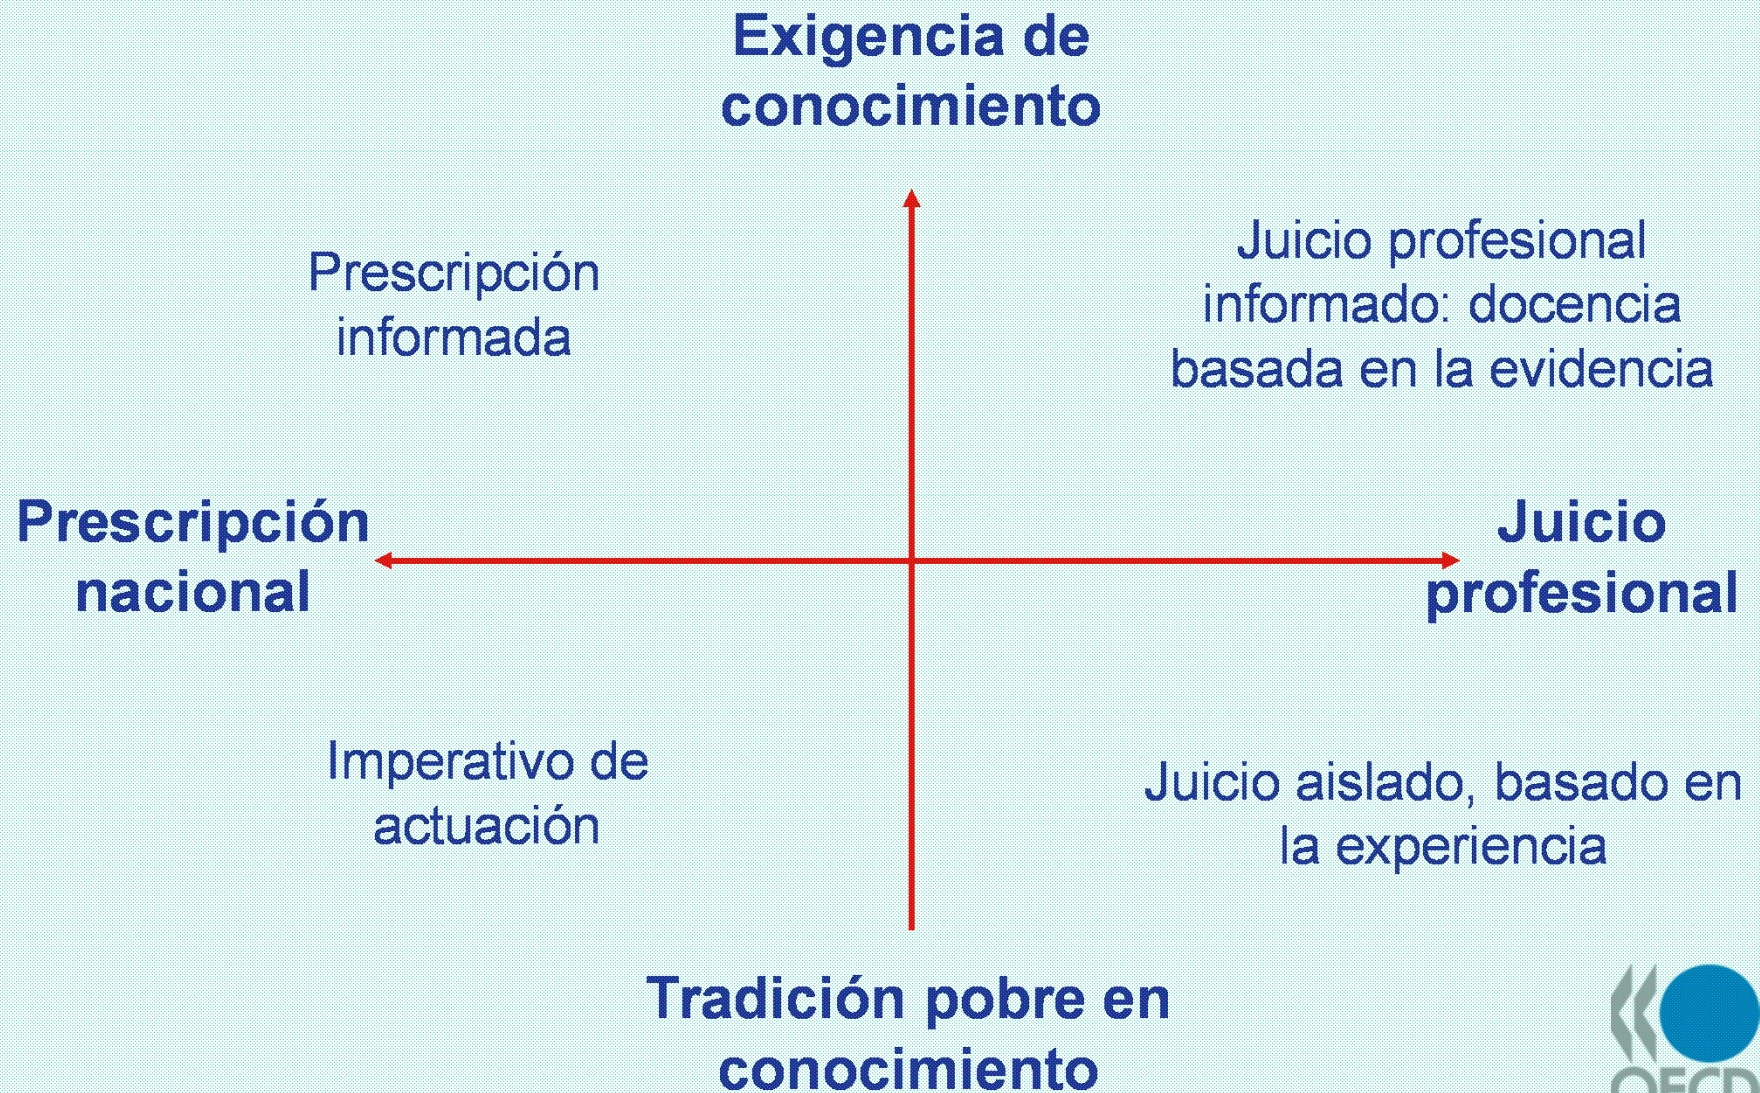 Exigencia de
conocimiento
Prescripción
informada
Juicio profesional
informado: docencia
basada en la evidencia
Prescripción
nacional
Juicio
profesional
Imperativo de
actuación
Juicio aislado, basado en
la experiencia
Tradición pobre en
conocimiento
OECD